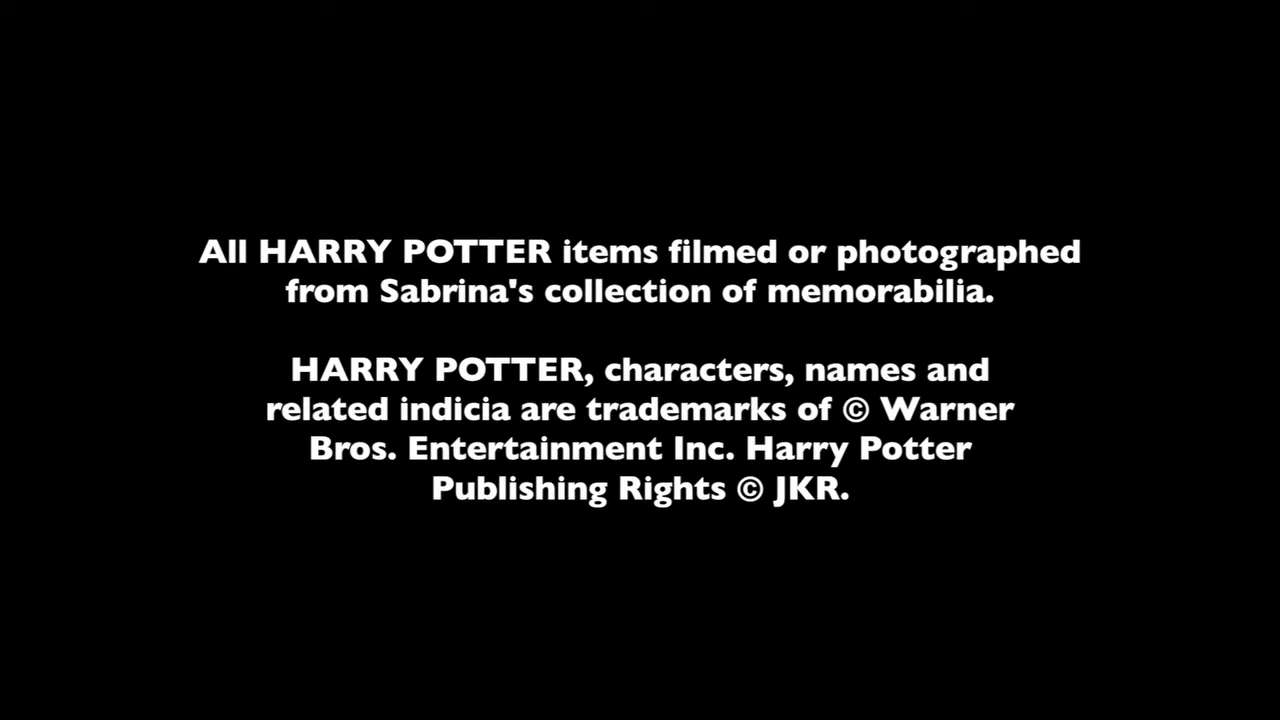 All HARRY POTTER items filmed or photographed
from Sabrina's collection of memorabilia.
HARRY POTTER, characters, names and
related indicia are trademarks of © Warner
Bros. Entertainment Inc. Harry Potter
Publishing Rights © JKR.